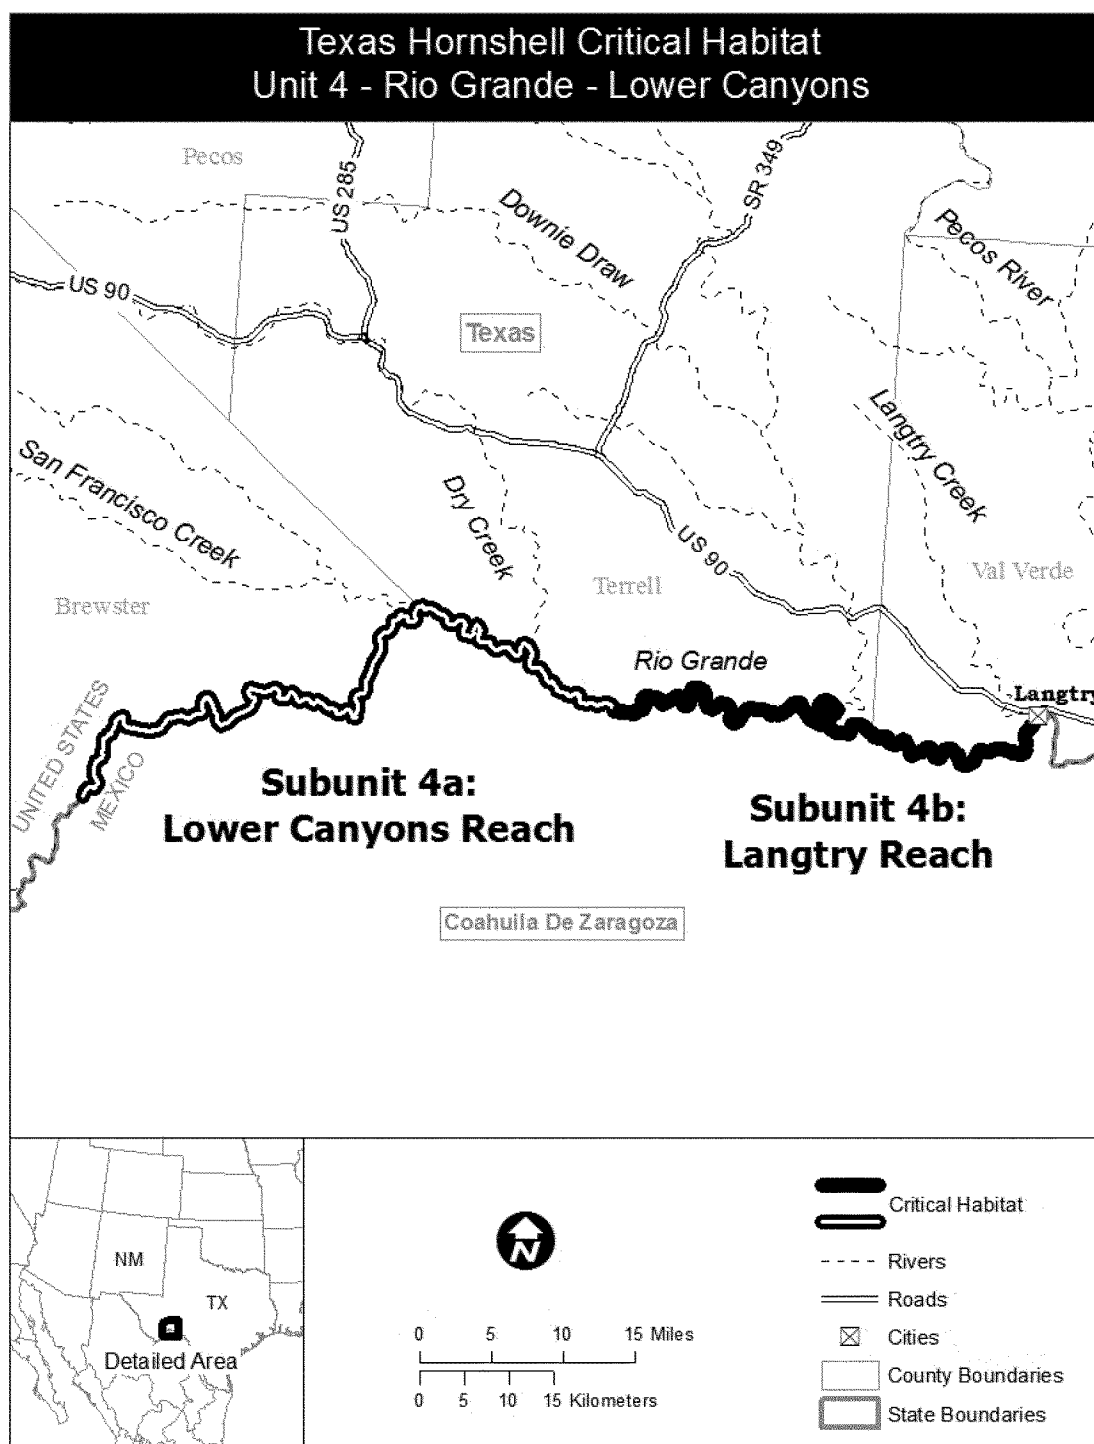 Texas Hornshell Critical Habitat
Unit 4 - Rio Grande - Lower Canyons
Pecos
US 285
SR 349
Downie Draw
Pecos River
US 90
Texas
Langtry Creek
San Francisco Creek
Dry Creek
US 90
Val Verde
Terrell
Brewster
Rio Grande
Langtry
UNITED STATES
MEXICO
Subunit 4a:
Lower Canyons Reach
Subunit 4b:
Langtry Reach
Coahuila De Zaragoza
NM
TX
Detailed Area
N
0 5 10 15 Miles
0 5 10 15 Kilometers
Critical Habitat
Rivers
Roads
Cities
County Boundaries
State Boundaries